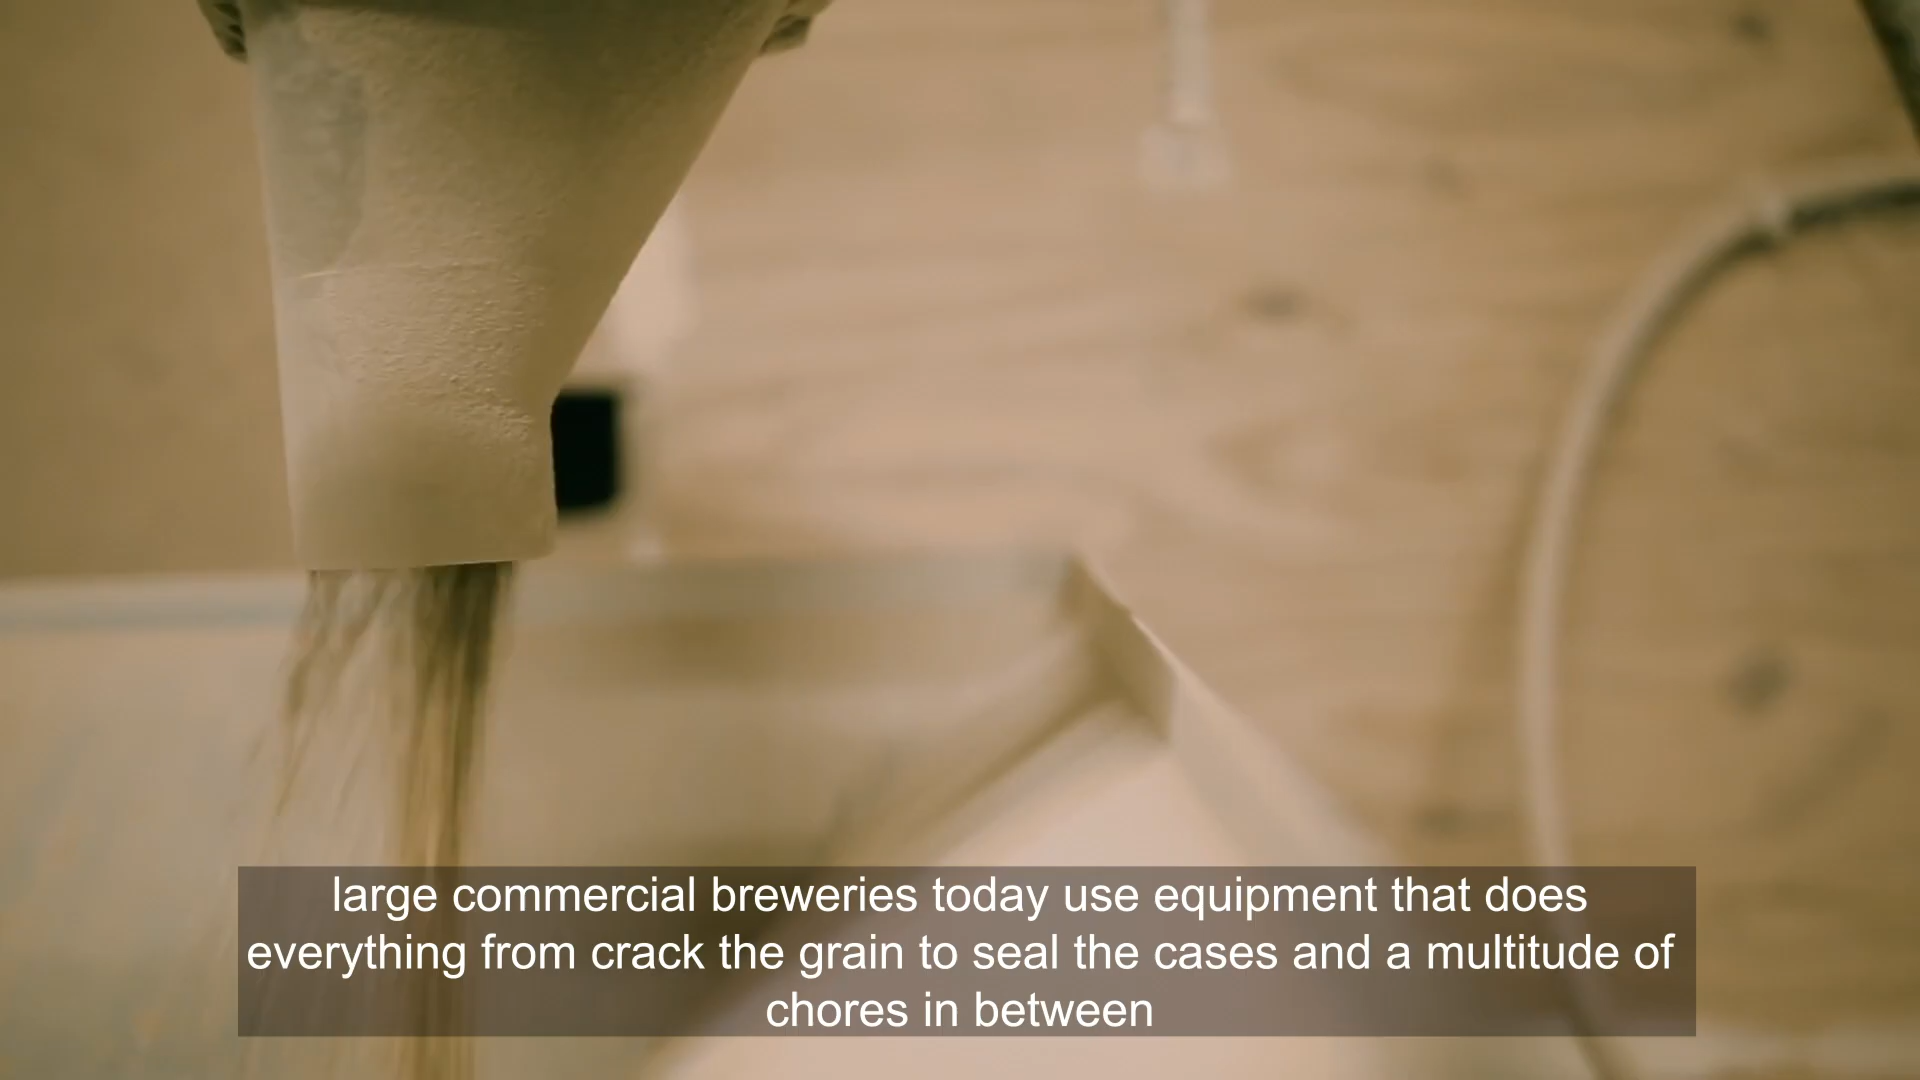 large commercial breweries today use equipment that does
everything from crack the grain to seal the cases and a multitude of
chores in between